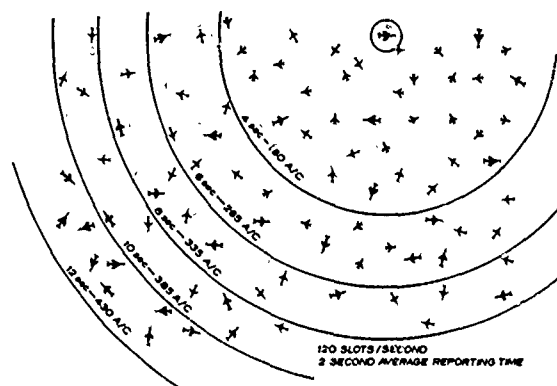 4 sec—180 A/C
6 sec—265 A/C
8 sec—335 A/C
10 sec—385 A/C
12 sec—430 A/C
120 SLOTS/SECOND
2 SECOND AVERAGE REPORTING TIME